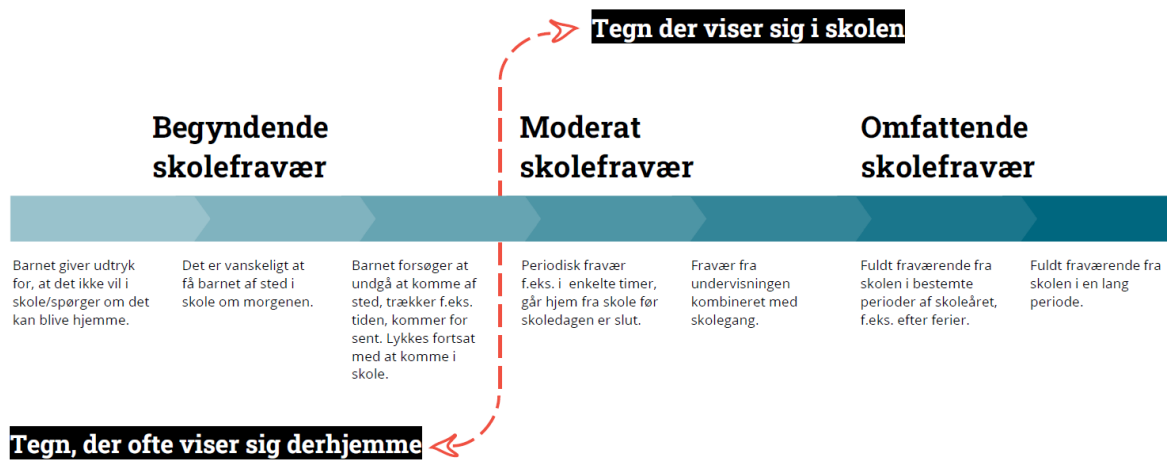 Tegn der viser sig i skolen
Begyndende
skolefravær
Moderat
skolefravær
Omfattende
skolefravær
Barnet giver udtryk
for, at det ikke vil i
skole/spørger om det
kan blive hjemme.
Det er vanskeligt at
få barnet af sted i
skole om morgenen.
Barnet forsøger at
undgå at komme af
sted, trækker f.eks.
tiden, kommer for
sent. Lykkes fortsat
med at komme i
skole.
Periodisk fravær
f.eks. i enkelte timer,
går hjem fra skole før
skoledagen er slut.
Fravær fra
undervisningen
kombineret med
skolegang.
Fuldt fraværende fra
skolen i bestemte
perioder af skoleåret,
f.eks. efter ferier.
Fuldt fraværende fra
skolen i en lang
periode.
Tegn, der ofte viser sig derhjemme